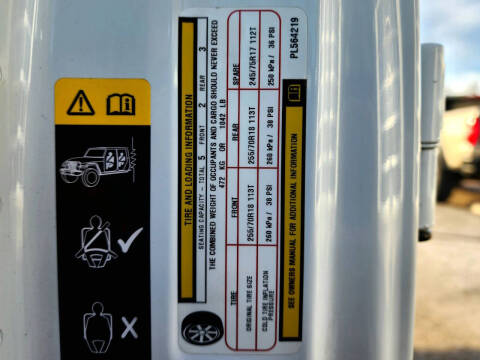 TIRE AND LOADING INFORMATION
SEATING CAPACITY - TOTAL 5 FRONT 2 REAR 3
THE COMBINED WEIGHT OF OCCUPANTS AND CARGO SHOULD NEVER EXCEED
472 KG OR 1042 LB
TIRE FRONT REAR SPARE
ORIGINAL TIRE SIZE 255/70R18 113T 255/70R18 113T 245/75R17 112T
COLD TIRE INFLATION
PRESSURE 260 kPa / 38 PSI 260 kPa / 38 PSI 250 kPa / 36 PSI
SEE OWNERS MANUAL FOR ADDITIONAL INFORMATION
PL564219